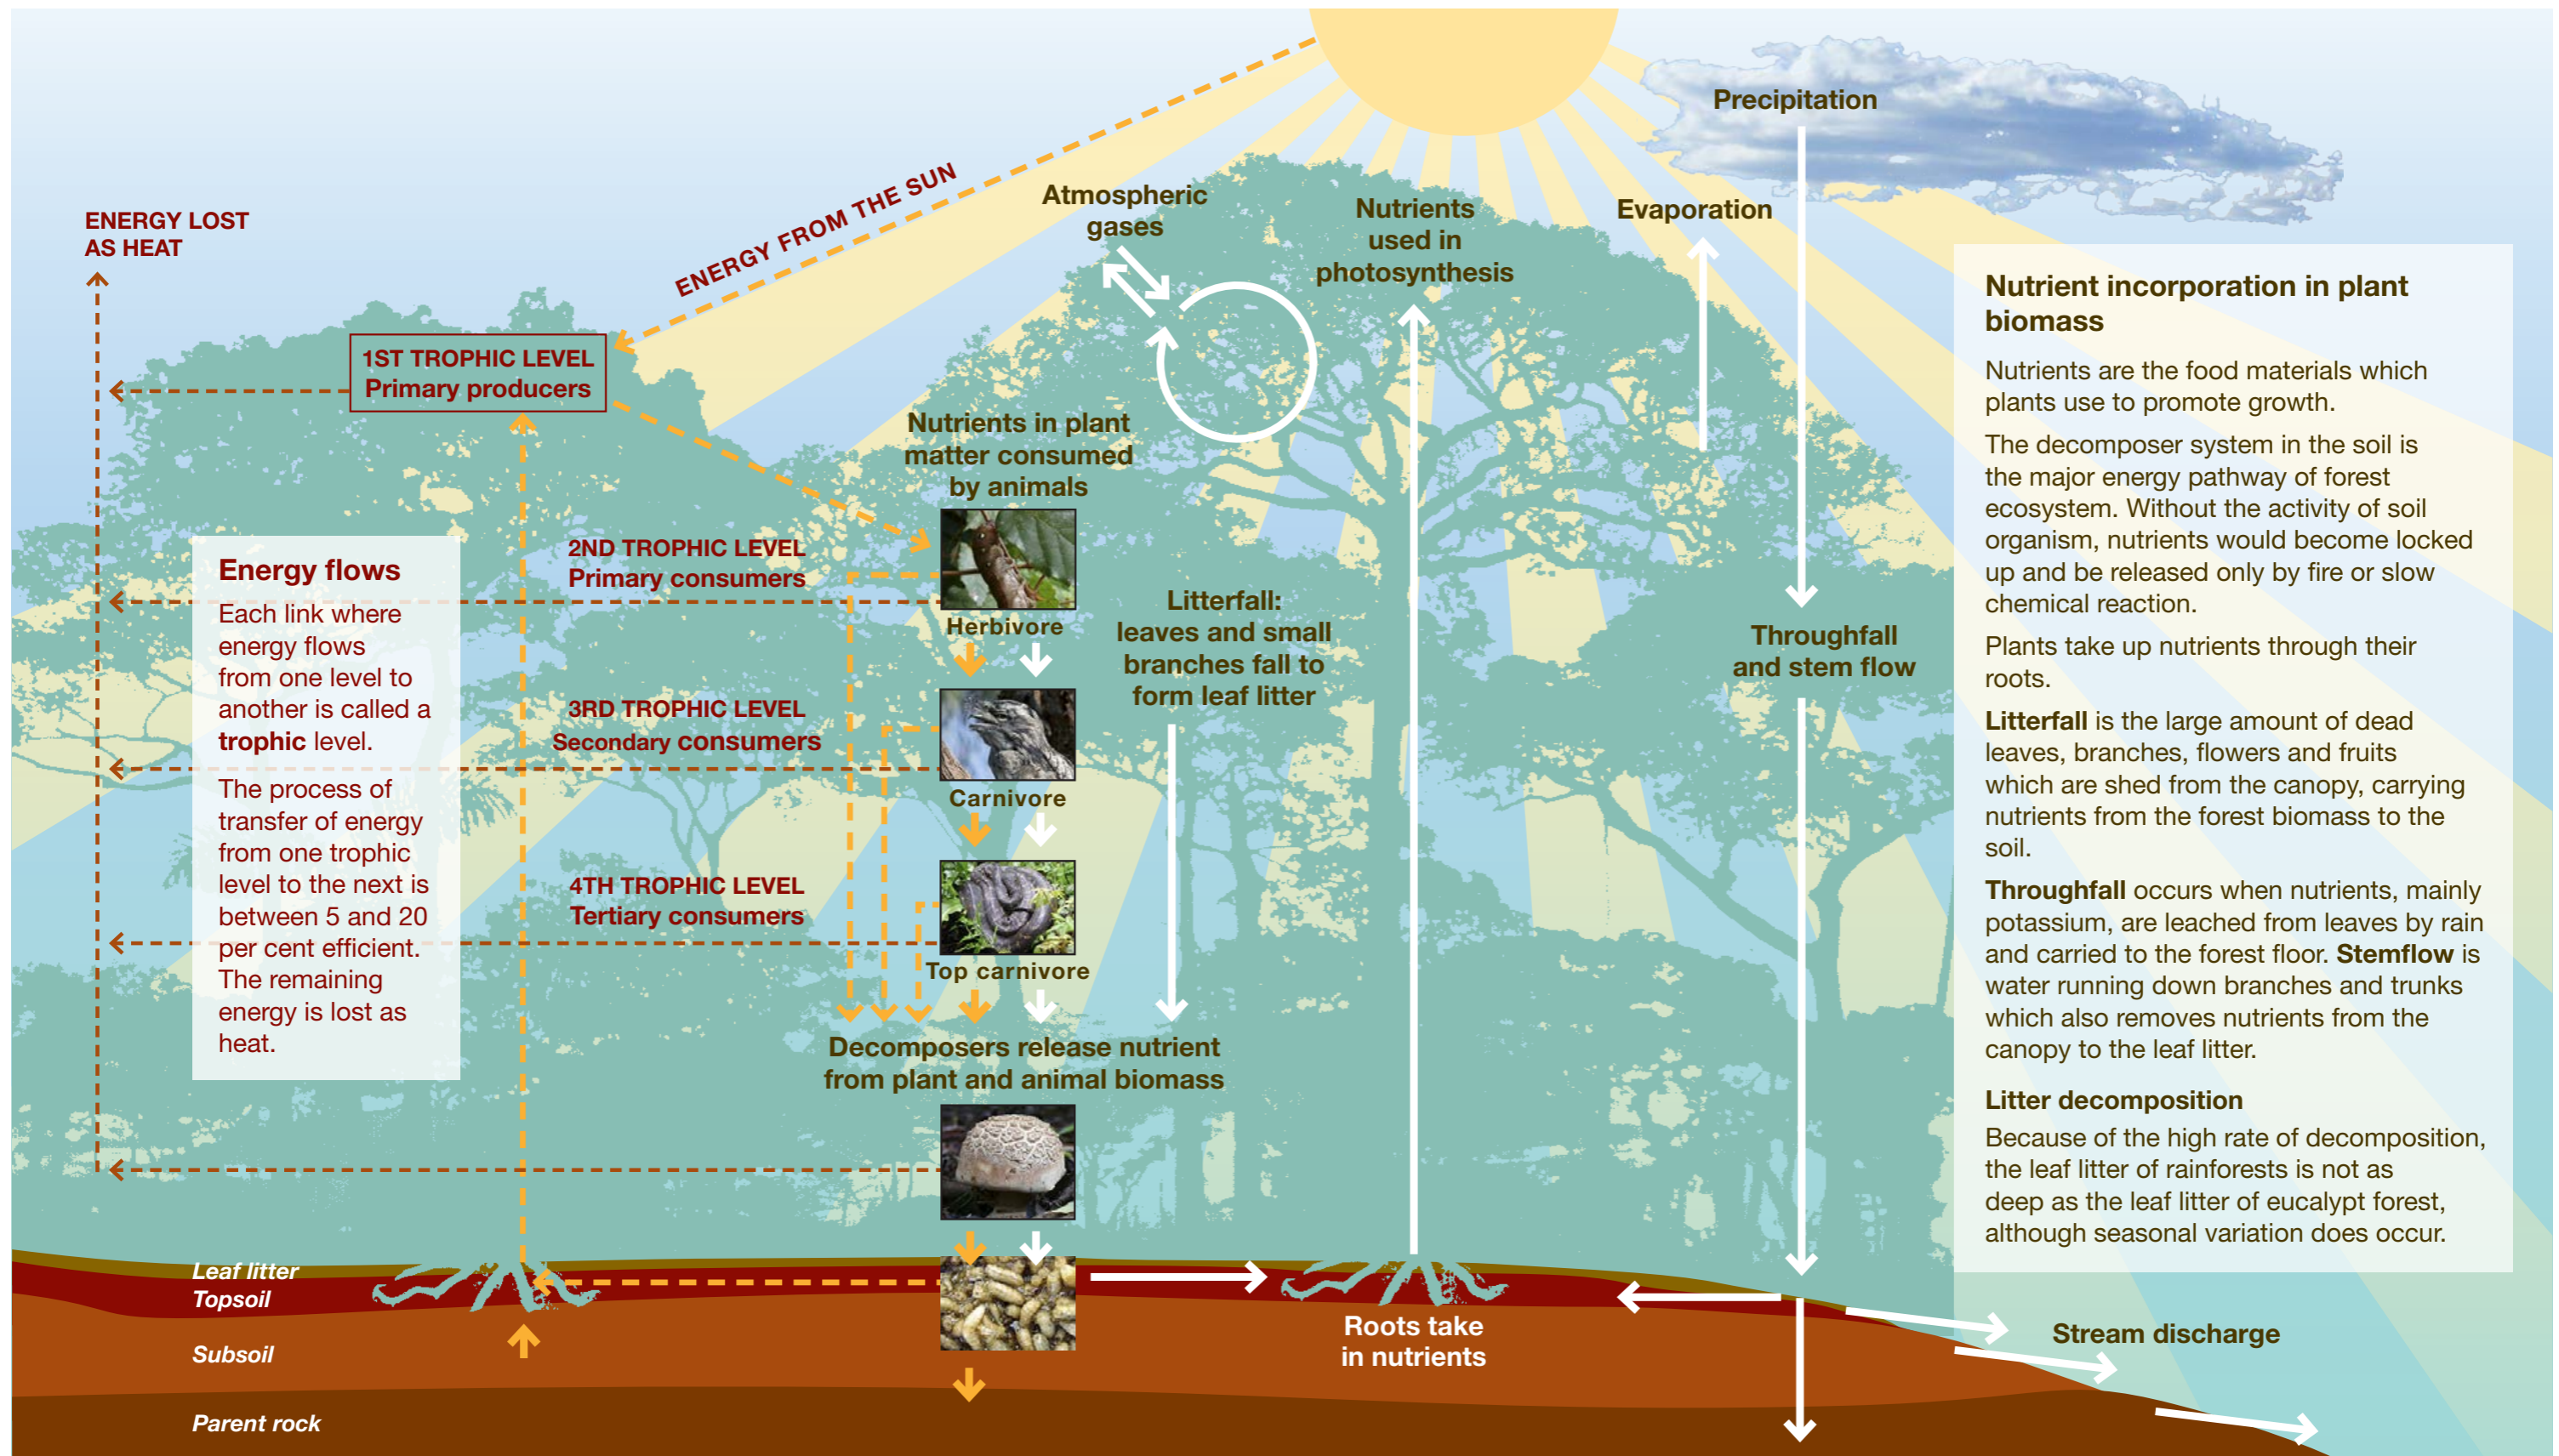 Precipitation
ENERGY FROM THE SUN
Atmospheric
gases
Nutrients
used in
photosynthesis
Evaporation
ENERGY LOST
AS HEAT
1ST TROPHIC LEVEL
Primary producers
Nutrients in plant
matter consumed
by animals
2ND TROPHIC LEVEL
Primary consumers
Herbivore
3RD TROPHIC LEVEL
Secondary consumers
Carnivore
4TH TROPHIC LEVEL
Tertiary consumers
Top carnivore
Energy flows
Each link where
energy flows
from one level to
another is called a
trophic level.
The process of
transfer of energy
from one trophic
level to the next is
between 5 and 20
per cent efficient.
The remaining
energy is lost as
heat.
Litterfall:
leaves and small
branches fall to
form leaf litter
Throughfall
and stem flow
Decomposers release nutrient
from plant and animal biomass
Leaf litter
Topsoil
Subsoil
Parent rock
Roots take
in nutrients
Stream discharge
Nutrient incorporation in plant
biomass
Nutrients are the food materials which
plants use to promote growth.
The decomposer system in the soil is
the major energy pathway of forest
ecosystem. Without the activity of soil
organism, nutrients would become locked
up and be released only by fire or slow
chemical reaction.
Plants take up nutrients through their
roots.
Litterfall is the large amount of dead
leaves, branches, flowers and fruits
which are shed from the canopy, carrying
nutrients from the forest biomass to the
soil.
Throughfall occurs when nutrients, mainly
potassium, are leached from leaves by rain
and carried to the forest floor. Stemflow is
water running down branches and trunks
which also removes nutrients from the
canopy to the leaf litter.
Litter decomposition
Because of the high rate of decomposition,
the leaf litter of rainforests is not as
deep as the leaf litter of eucalypt forest,
although seasonal variation does occur.